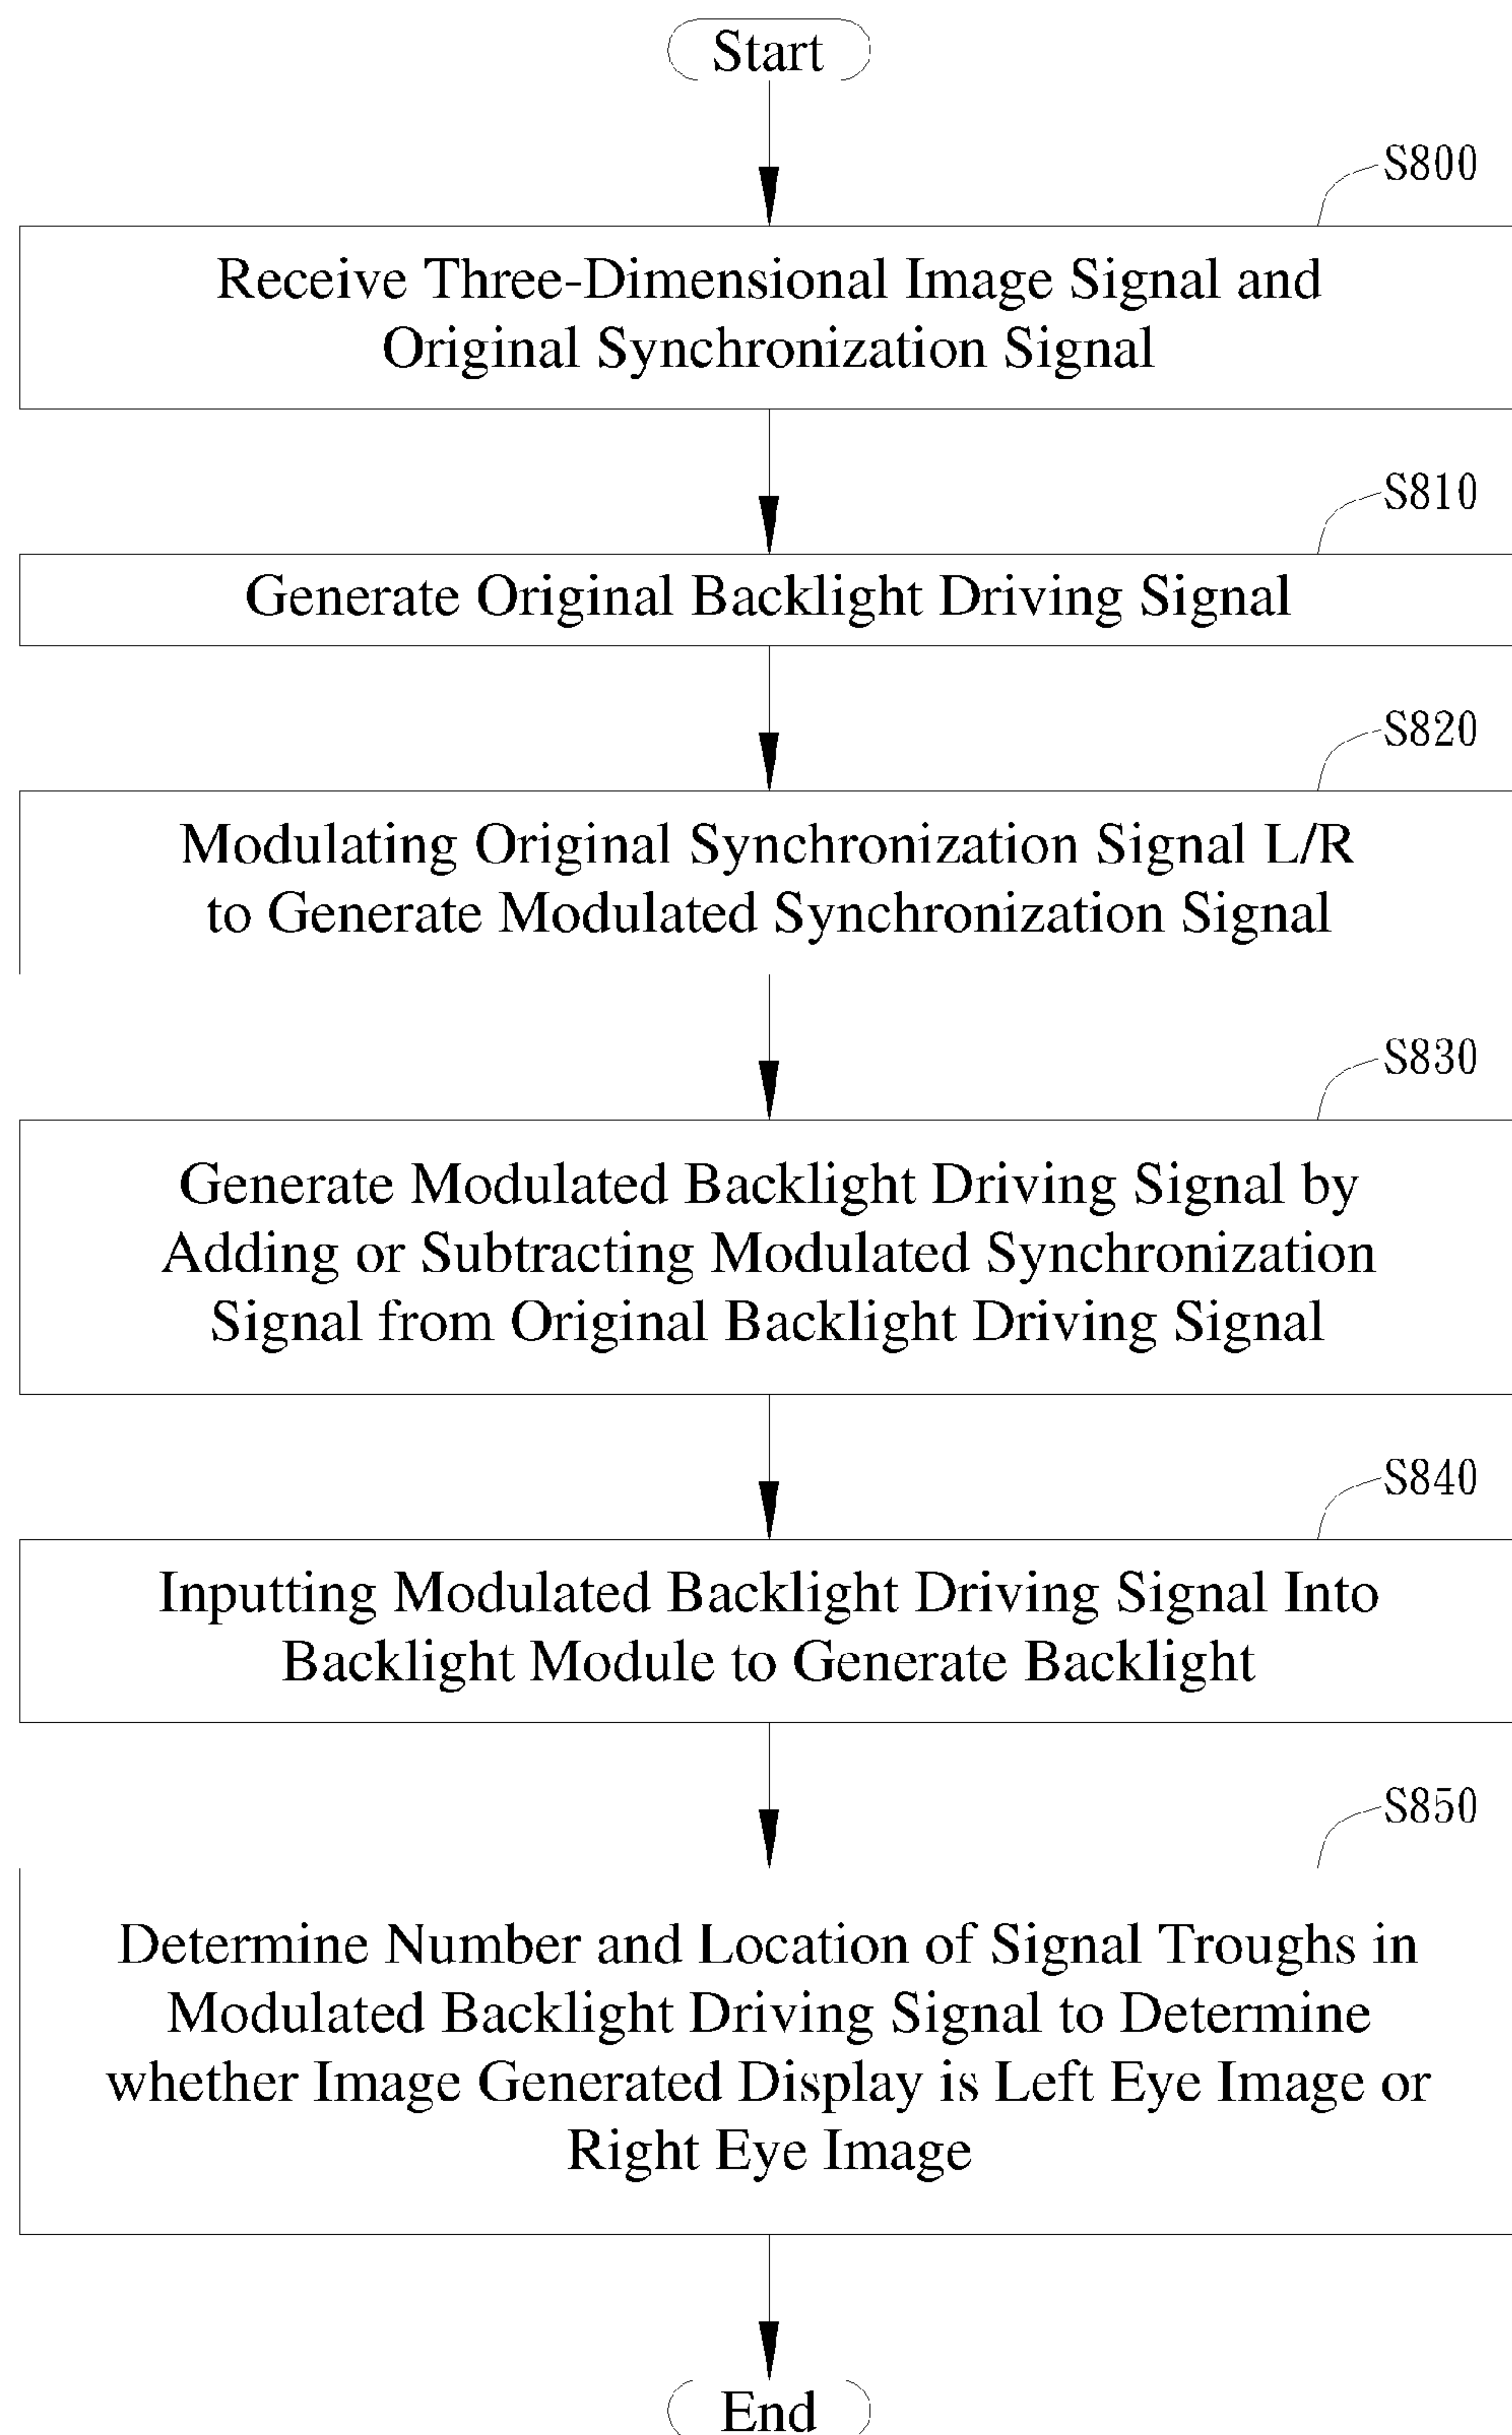 Start
S800
Receive Three-Dimensional Image Signal and
Original Synchronization Signal
S810
Generate Original Backlight Driving Signal
S820
Modulating Original Synchronization Signal L/R
to Generate Modulated Synchronization Signal
S830
Generate Modulated Backlight Driving Signal by
Adding or Subtracting Modulated Synchronization
Signal from Original Backlight Driving Signal
S840
Inputting Modulated Backlight Driving Signal Into
Backlight Module to Generate Backlight
S850
Determine Number and Location of Signal Troughs in
Modulated Backlight Driving Signal to Determine
whether Image Generated Display is Left Eye Image or
Right Eye Image
End